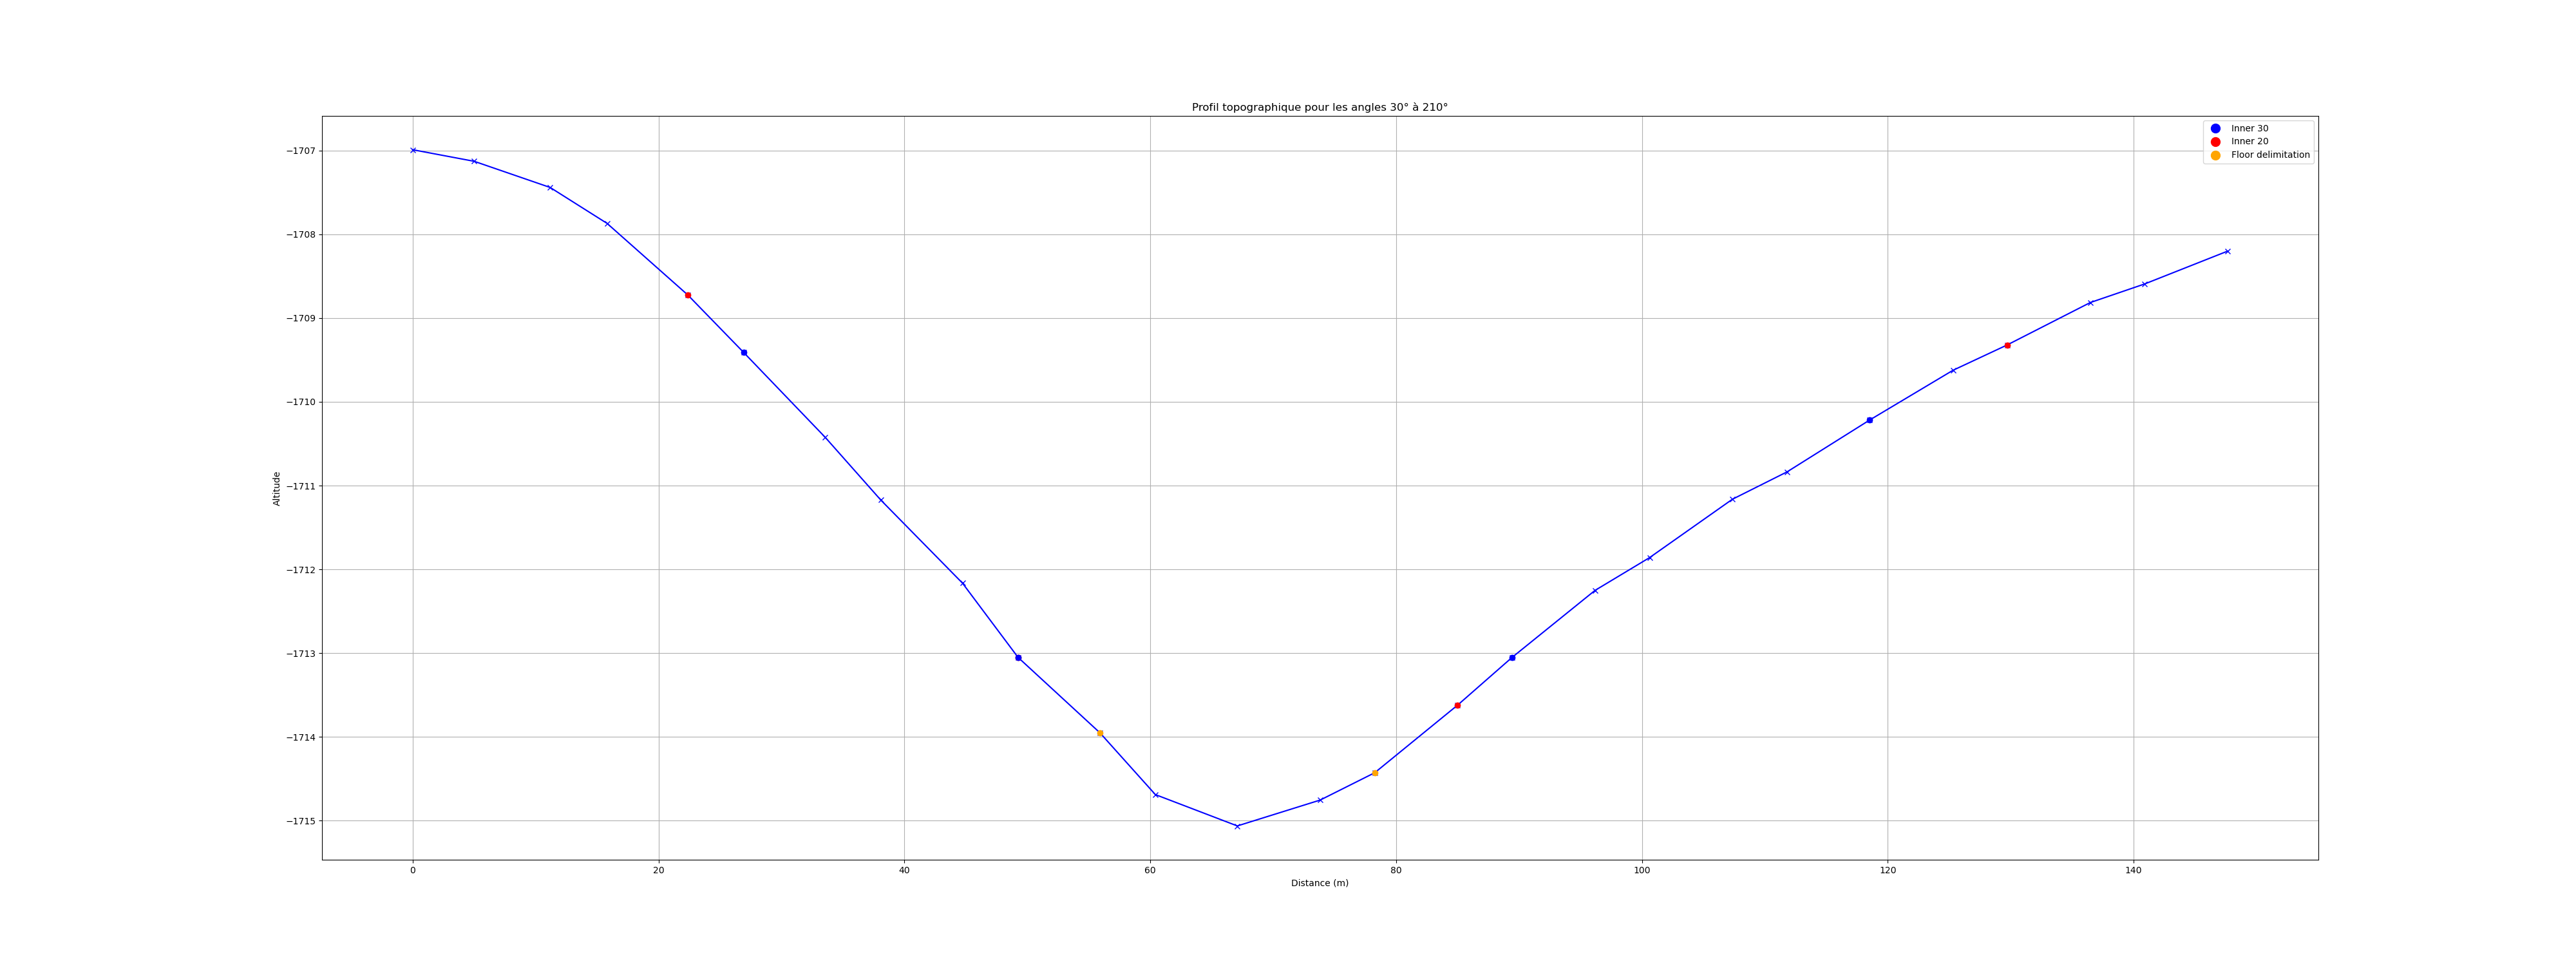 Profil topographique pour les angles 30° à 210°
Inner 30
Inner 20
Floor delimitation
−1707
−1708
−1709
−1710
−1711
−1712
−1713
−1714
−1715
Altitude
0 20 40 60 80 100 120 140
Distance (m)